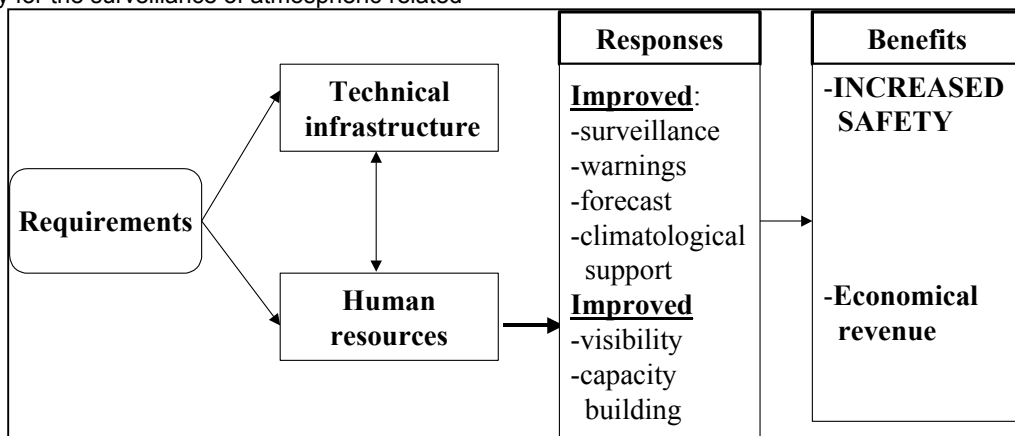 y for the surveillance of atmospheric related
Requirements
Technical
infrastructure
Human
resources
Responses
Improved:
-surveillance
-warnings
-forecast
-climatological
support
Improved
-visibility
-capacity
building
Benefits
-INCREASED
SAFETY
-Economical
revenue